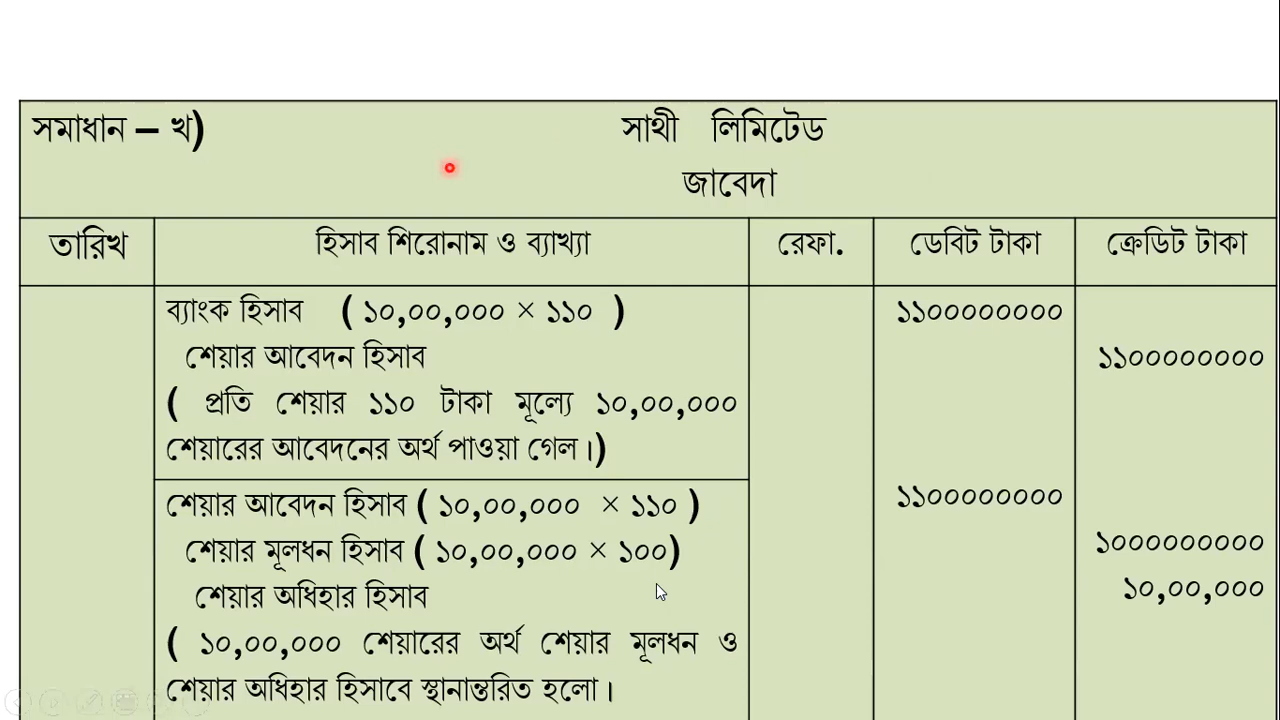 সমাধান – খ) সাথী লিমিটেড
জাবেদা
তারিখ হিসাব শিরোনাম ও ব্যাখ্যা রেফা. ডেবিট টাকা ক্রেডিট টাকা
ব্যাংক হিসাব ( ১০,০০,০০০ × ১১০ ) ১১০০০০০০০০
শেয়ার আবেদন হিসাব ১১০০০০০০০০
( প্রতি শেয়ার ১১০ টাকা মূল্যে ১০,০০,০০০
শেয়ারের আবেদনের অর্থ পাওয়া গেল।)
শেয়ার আবেদন হিসাব ( ১০,০০,০০০ × ১১০ ) ১১০০০০০০০০
শেয়ার মূলধন হিসাব ( ১০,০০,০০০ × ১০০) ১০০০০০০০০০
শেয়ার অধিহার হিসাব ১০,০০,০০০
( ১০,০০,০০০ শেয়ারের অর্থ শেয়ার মূলধন ও
শেয়ার অধিহার হিসাবে স্থানান্তরিত হলো।